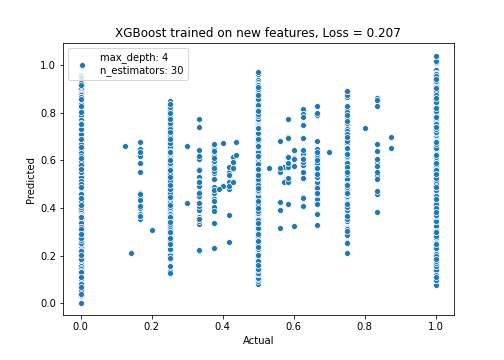 XGBoost trained on new features, Loss = 0.207
max_depth: 4
n_estimators: 30
Predicted
1.0
0.8
0.6
0.4
0.2
0.0
0.0 0.2 0.4 0.6 0.8 1.0
Actual